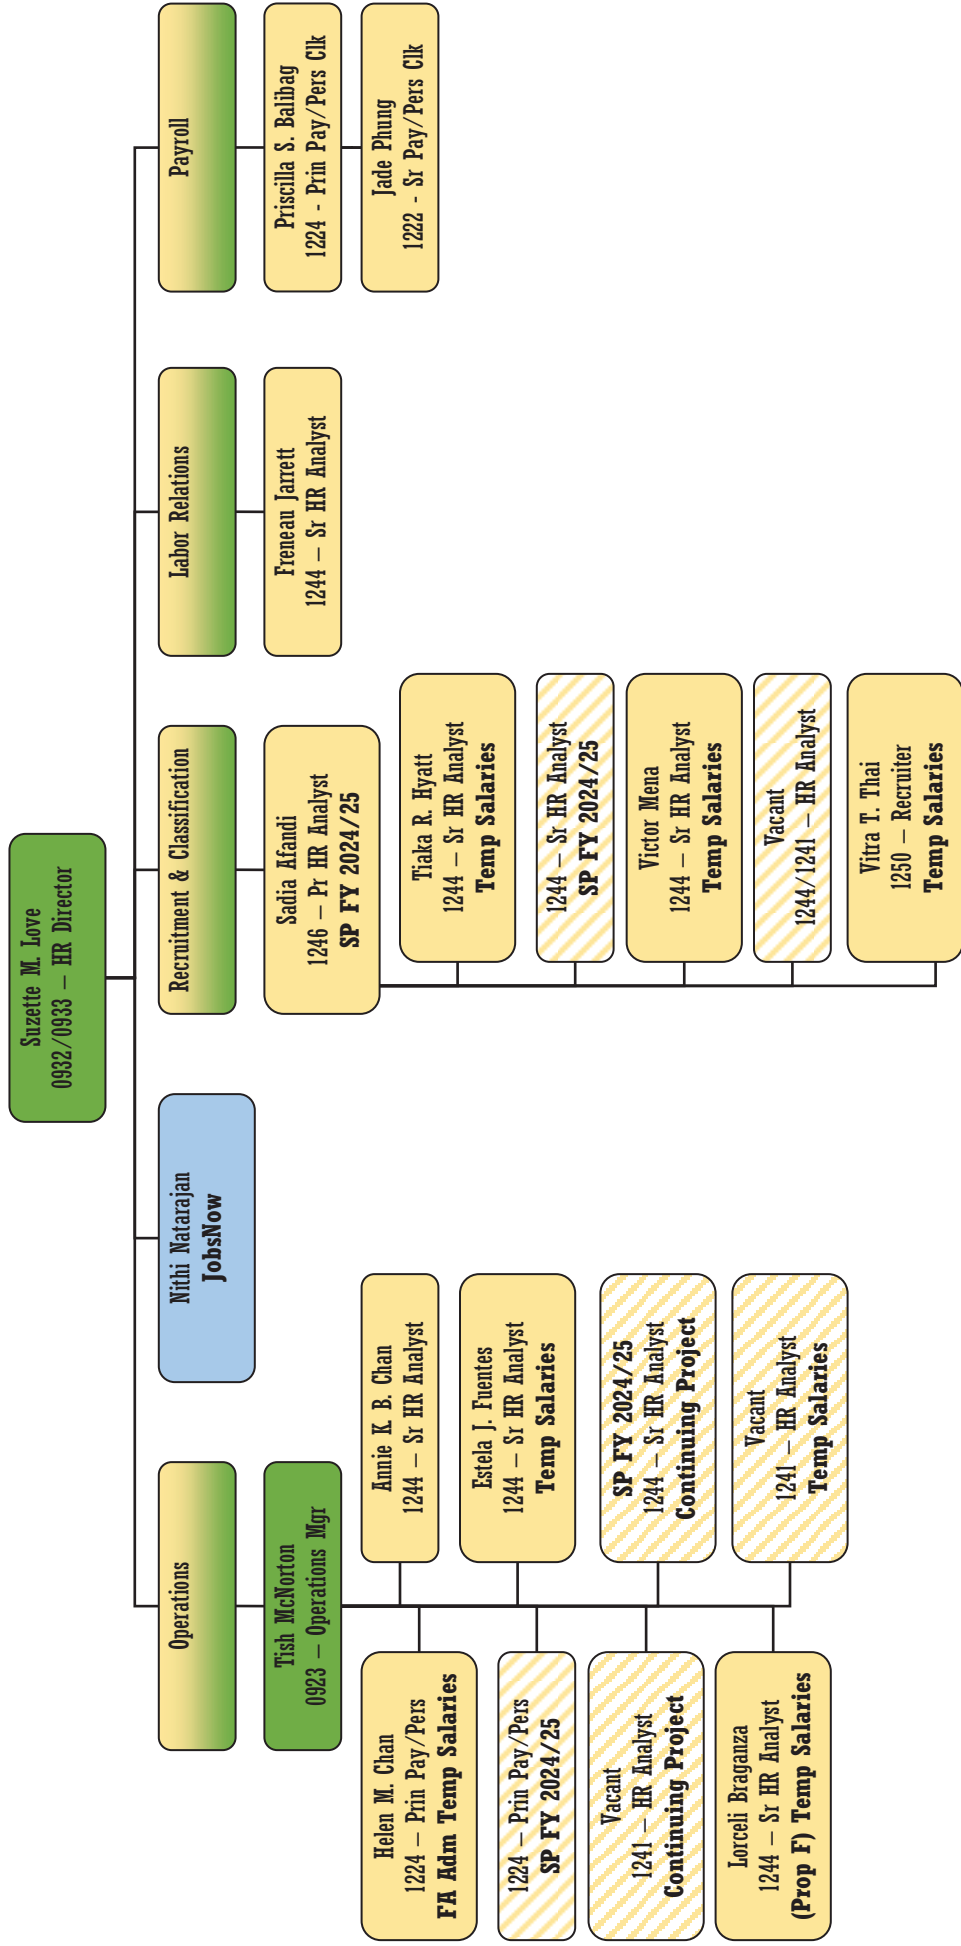 Suzette M. Love
0932/0933 – HR Director
Operations
Tish McNorton
0923 – Operations Mgr
Helen M. Chan
1224 – Prin Pay/Pers
FA Adm Temp Salaries
1224 – Prin Pay/Pers
SP FY 2024/25
Vacant
1241 – HR Analyst
Continuing Project
Lorceli Braganza
1244 – Sr HR Analyst
(Prop F) Temp Salaries
Annie K. B. Chan
1244 – Sr HR Analyst
Estela J. Fuentes
1244 – Sr HR Analyst
Temp Salaries
SP FY 2024/25
1244 – Sr HR Analyst
Continuing Project
Vacant
1241 – HR Analyst
Temp Salaries
Nithi Natarajan
JobsNow
Recruitment & Classification
Sadia Afandi
1246 – Pr HR Analyst
SP FY 2024/25
Tiaka R. Hyatt
1244 – Sr HR Analyst
Temp Salaries
1244 – Sr HR Analyst
SP FY 2024/25
Victor Mena
1244 – Sr HR Analyst
Temp Salaries
Vacant
1244/1241 – HR Analyst
Vitra T. Thai
1250 – Recruiter
Temp Salaries
Labor Relations
Freneau Jarrett
1244 – Sr HR Analyst
Payroll
Priscilla S. Balibag
1224 - Prin Pay/Pers Clk
Jade Phung
1222 - Sr Pay/Pers Clk